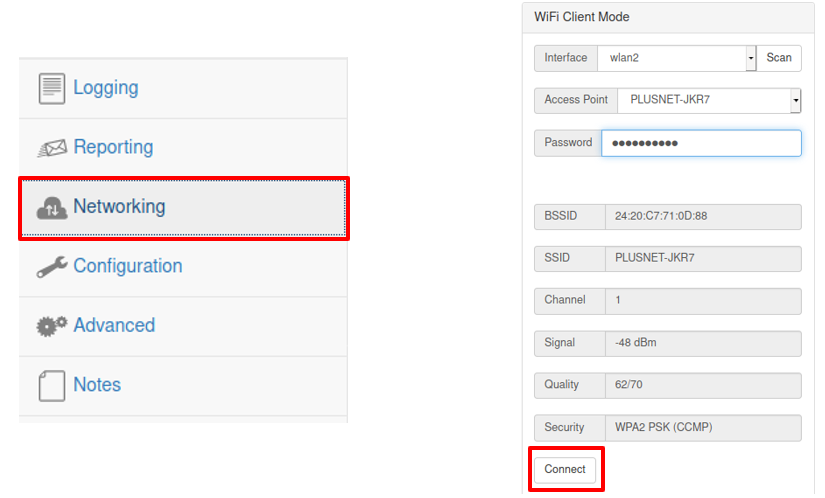 Logging
Reporting
Networking
Configuration
Advanced
Notes
WiFi Client Mode
Interface wlan2 Scan
Access Point PLUSNET-JKR7
Password ●●●●●●●●●●
BSSID 24:20:C7:71:0D:88
SSID PLUSNET-JKR7
Channel 1
Signal -48 dBm
Quality 62/70
Security WPA2 PSK (CCMP)
Connect